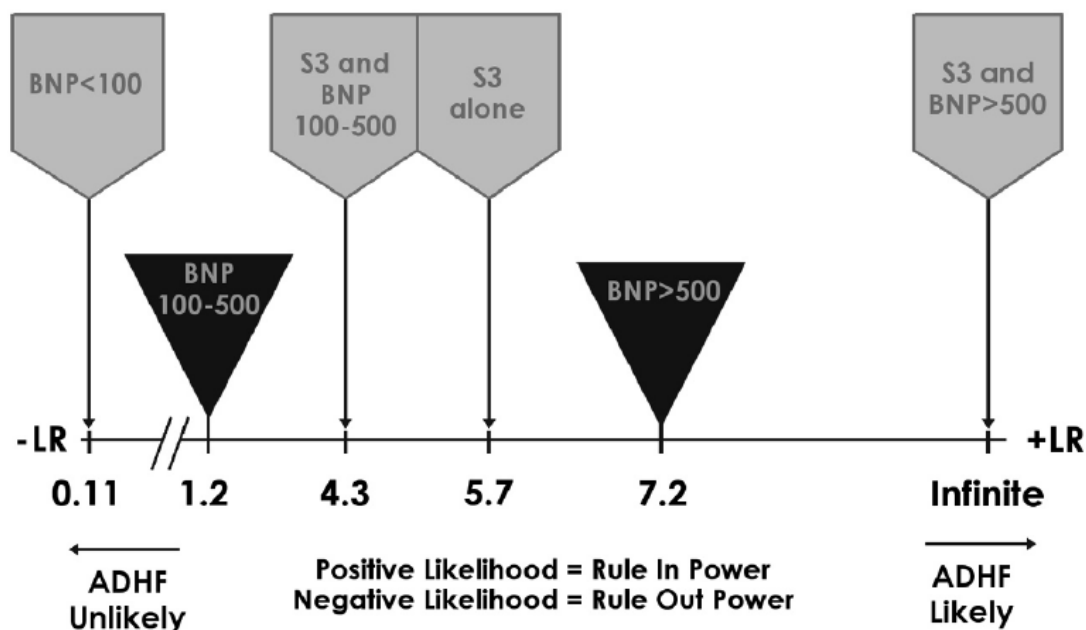 BNP<100
S3 and
BNP
100-500
S3
alone
S3 and
BNP>500
BNP
100-500
BNP>500
-LR
+LR
0.11
1.2
4.3
5.7
7.2
Infinite
ADHF
Unlikely
Positive Likelihood = Rule In Power
Negative Likelihood = Rule Out Power
ADHF
Likely